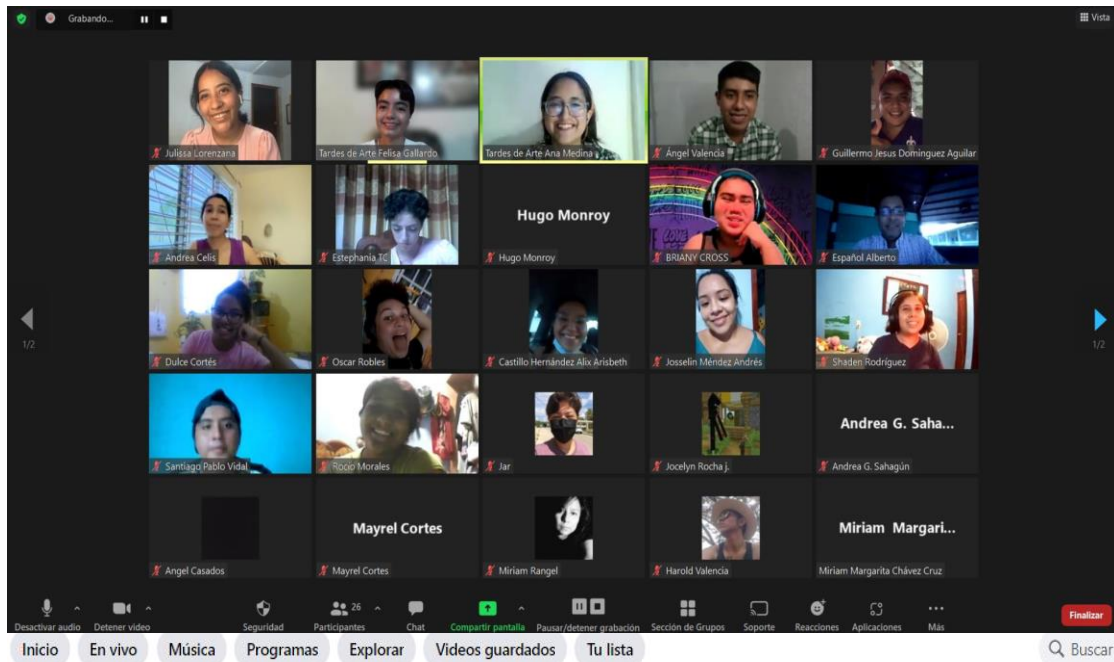 Grabando...
Vista
Julissa Lorenzana
Tardes de Arte Felisa Gallardo
Tardes de Arte Ana Medina
Ángel Valencia
Guillermo Jesus Dominguez Aguilar
Andrea Celis
Estephania TC
Hugo Monroy
Hugo Monroy
BRIANY CROSS
Español Alberto
1/2
1/2
Dulce Cortés
Oscar Robles
Castillo Hernández Alix Arisbeth
Josselin Méndez Andrés
Shaden Rodríguez
Santiago Pablo Vidal
Rocio Morales
Jar
Jocelyn Rocha j.
Andrea G. Saha...
Andrea G. Sahagún
Angel Casados
Mayrel Cortes
Mayrel Cortes
Miriam Rangel
Harold Valencia
Miriam Margari...
Miriam Margarita Chávez Cruz
Desactivar audio
Detener video
Seguridad
26
Participantes
Chat
Compartir pantalla
Pausar/detener grabación
Sección de Grupos
Soporte
Reacciones
Aplicaciones
Más
Finalizar
Inicio
En vivo
Música
Programas
Explorar
Videos guardados
Tu lista
Buscar